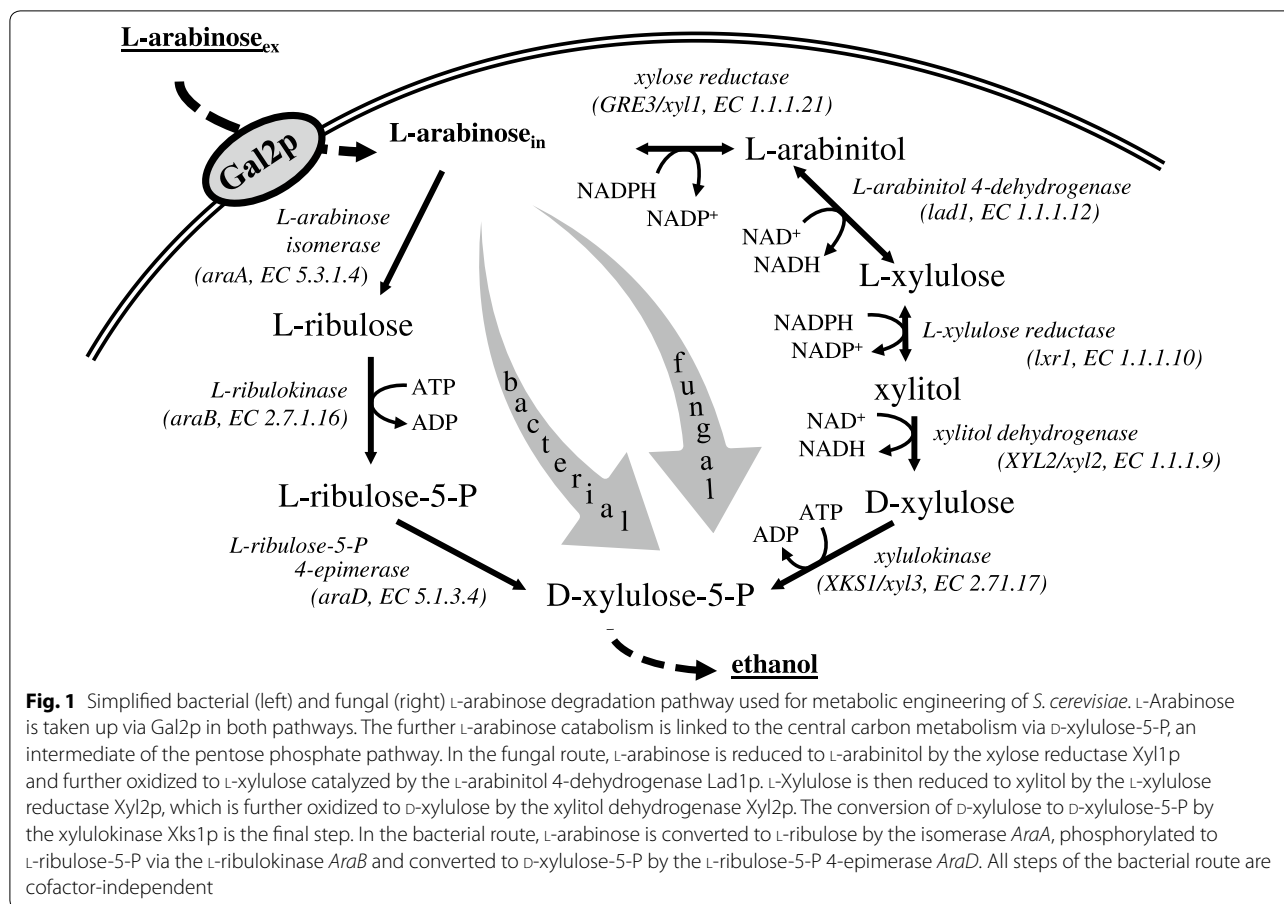 L-arabinose_ex
Gal2p
L-arabinose_in
xylose reductase
(GRE3/xyl1, EC 1.1.1.21)
NADPH
NADP+
L-arabinitol
L-arabinitol 4-dehydrogenase
(lad1, EC 1.1.1.12)
NAD+
NADH
L-xylulose
NADPH
NADP+
L-xylulose reductase
(lxr1, EC 1.1.1.10)
xylitol
NAD+
NADH
xylitol dehydrogenase
(XYL2/xyl2, EC 1.1.1.9)
D-xylulose
ATP
ADP
xylulokinase
(XKS1/xyl3, EC 2.71.17)
L-arabinose
isomerase
(araA, EC 5.3.1.4)
L-ribulose
L-ribulokinase
(araB, EC 2.7.1.16)
ATP
ADP
L-ribulose-5-P
L-ribulose-5-P
4-epimerase
(araD, EC 5.1.3.4)
bacterial
fungal
D-xylulose-5-P
ethanol
Fig. 1 Simplified bacterial (left) and fungal (right) L-arabinose degradation pathway used for metabolic engineering of S. cerevisiae. L-Arabinose
is taken up via Gal2p in both pathways. The further L-arabinose catabolism is linked to the central carbon metabolism via D-xylulose-5-P, an
intermediate of the pentose phosphate pathway. In the fungal route, L-arabinose is reduced to L-arabinitol by the xylose reductase Xyl1p
and further oxidized to L-xylulose catalyzed by the L-arabinitol 4-dehydrogenase Lad1p. L-Xylulose is then reduced to xylitol by the L-xylulose
reductase Xyl2p, which is further oxidized to D-xylulose by the xylitol dehydrogenase Xyl2p. The conversion of D-xylulose to D-xylulose-5-P by
the xylulokinase Xks1p is the final step. In the bacterial route, L-arabinose is converted to L-ribulose by the isomerase AraA, phosphorylated to
L-ribulose-5-P via the L-ribulokinase AraB and converted to D-xylulose-5-P by the L-ribulose-5-P 4-epimerase AraD. All steps of the bacterial route are
cofactor-independent